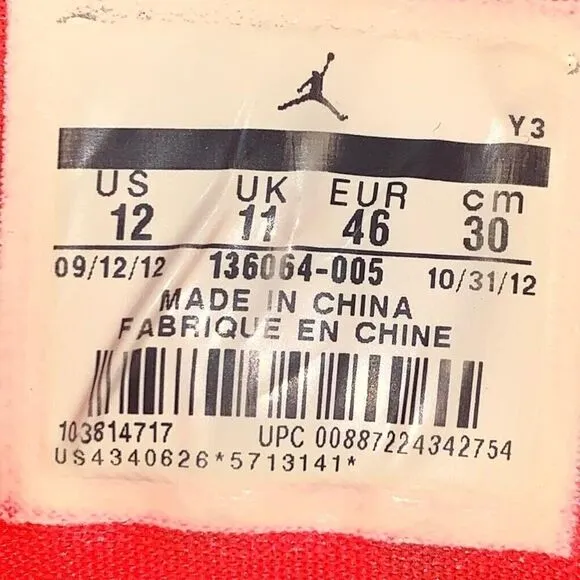 Y3
US UK EUR cm
12 11 46 30
09/12/12 136064-005 10/31/12
MADE IN CHINA
FABRIQUE EN CHINE
103814717 UPC 00887224342754
US4340626*5713141*